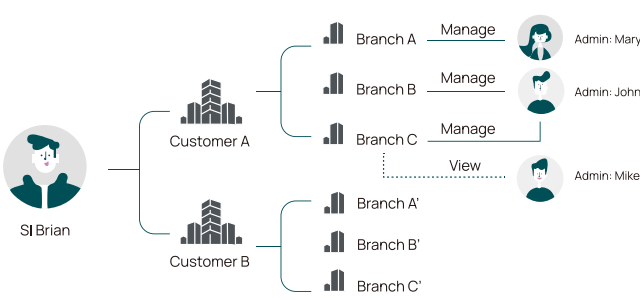 Branch A
Manage
Admin: Mary
Branch B
Manage
Admin: John
Customer A
Branch C
Manage
View
Admin: Mike
SI Brian
Branch A’
Customer B
Branch B’
Branch C’